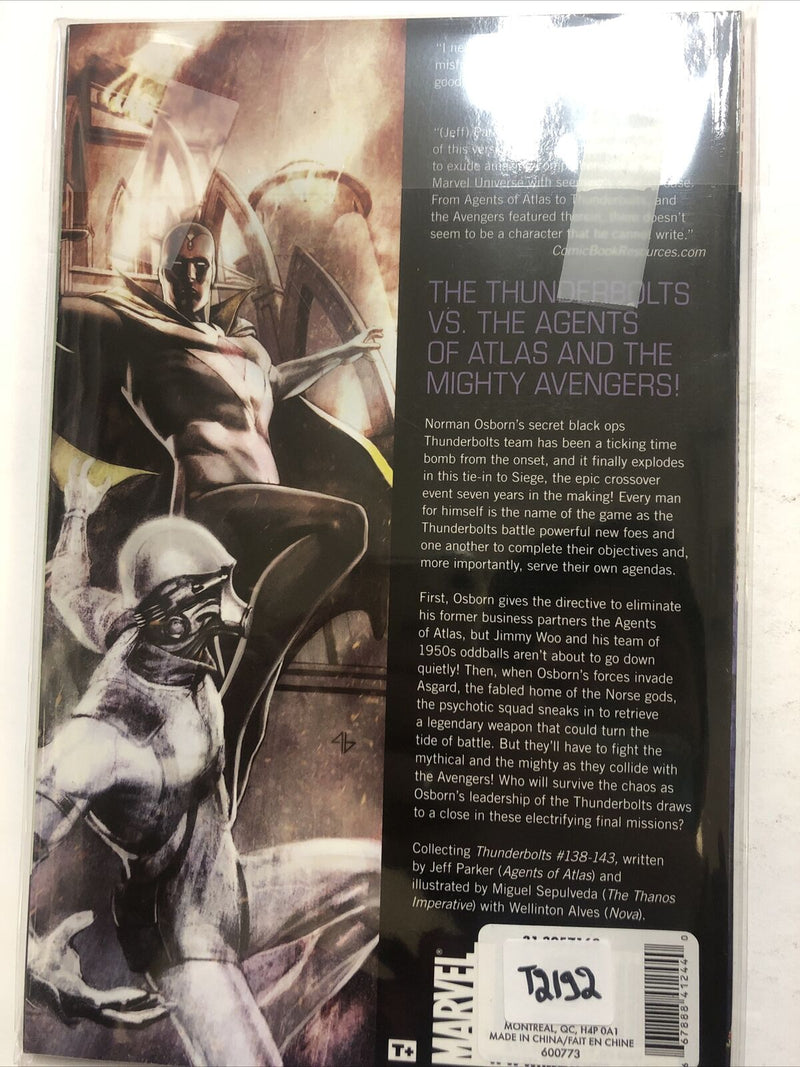 "I ne
misf
good
"(Jeff) Par
of this vers
to exude
Marvel Universe with
From Agents of Atlas to Thunderbolts and
the Avengers featured therein, there doesn't
seem to be a character that he cannot write."
ComicBookResources.com
THE THUNDERBOLTS
VS. THE AGENTS
OF ATLAS AND THE
MIGHTY AVENGERS!
Norman Osborn's secret black ops
Thunderbolts team has been a ticking time
bomb from the onset, and it finally explodes
in this tie-in to Siege, the epic crossover
event seven years in the making! Every man
for himself is the name of the game as the
Thunderbolts battle powerful new foes and
one another to complete their objectives and,
more importantly, serve their own agendas.
First, Osborn gives the directive to eliminate
his former business partners the Agents
of Atlas, but Jimmy Woo and his team of
1950s oddballs aren't about to go down
quietly! Then, when Osborn's forces invade
Asgard, the fabled home of the Norse gods,
the psychotic squad sneaks in to retrieve
a legendary weapon that could turn the
tide of battle. But they'll have to fight the
mythical and the mighty as they collide with
the Avengers! Who will survive the chaos as
Osborn's leadership of the Thunderbolts draws
to a close in these electrifying final missions?
Collecting Thunderbolts #138-143, written
by Jeff Parker (Agents of Atlas) and
illustrated by Miguel Sepulveda (The Thanos
Imperative) with Wellinton Alves (Nova).
T+
MARVEL®
T2192
MONTREAL, QC, H4P 0A1
MADE IN CHINA/FAIT EN CHINE
600773
67888 41244 0